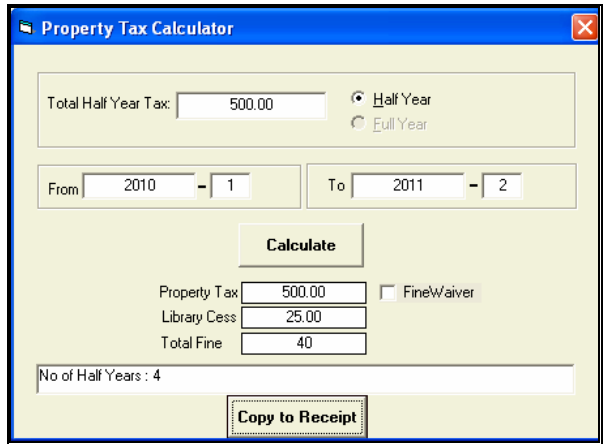 Property Tax Calculator
Total Half Year Tax: 500.00
Half Year
Full Year
From 2010 - 1 To 2011 - 2
Calculate
Property Tax 500.00 FineWaiver
Library Cess 25.00
Total Fine 40
No of Half Years : 4
Copy to Receipt